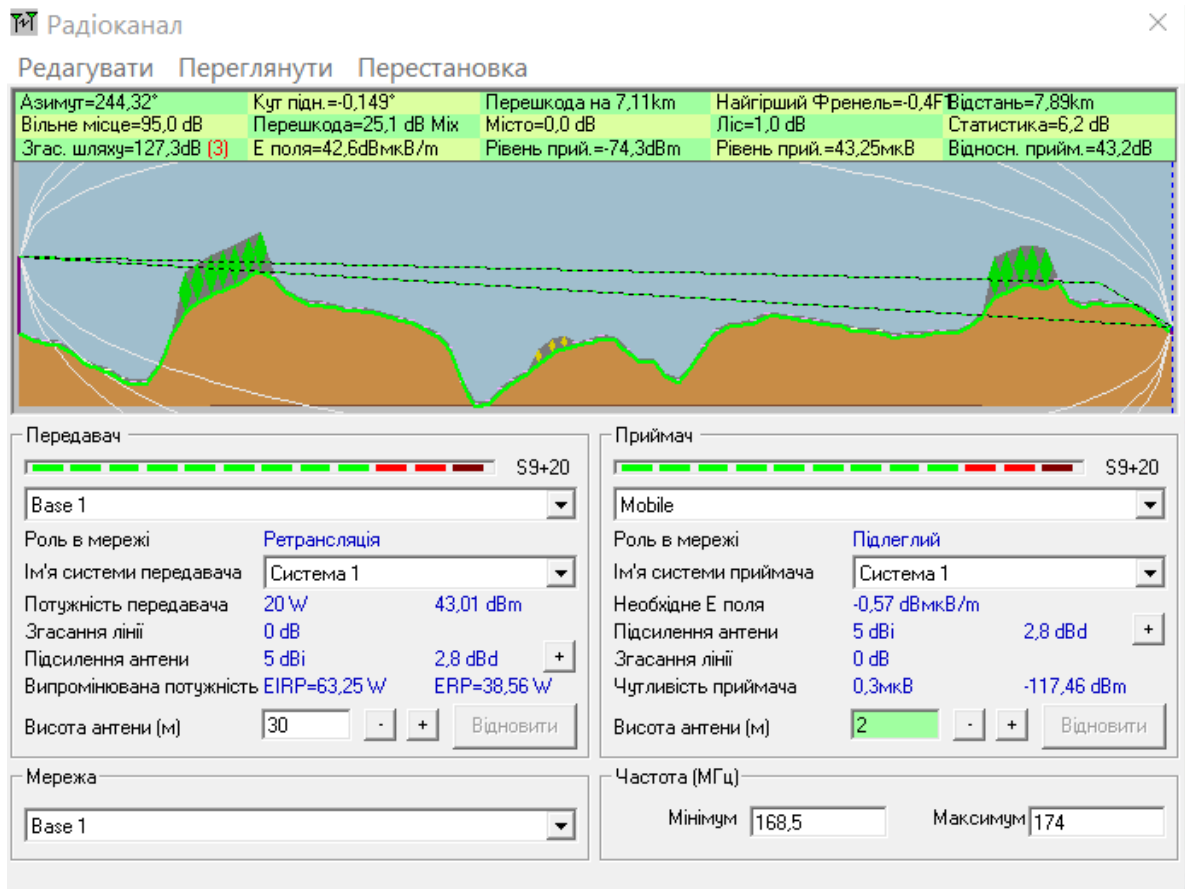 Радіоканал
Редагувати Переглянути Перестановка
Азимут=244,32° Кут підн.=-0,149° Перешкода на 7,11km Найгірший Френель=-0,4F1 Відстань=7,89km
Вільне місце=95,0 dB Перешкода=25,1 dB Mix Місто=0,0 dB Ліс=1,0 dB Статистика=6,2 dB
Згас. шляху=127,3dB (3) E поля=42,6dBмкВ/m Рівень прий.=-74,3dBm Рівень прий.=43,25мкВ Відносн. прийм.=43,2dB
Передавач
S9+20
Base 1
Роль в мережі Ретрансляція
Ім'я системи передавача Система 1
Потужність передавача 20 W 43,01 dBm
Згасання лінії 0 dB
Підсилення антени 5 dBi 2,8 dBd +
Випромінювана потужність EIRP=63,25 W ERP=38,56 W
Висота антени (м) 30 - + Відновити
Приймач
S9+20
Mobile
Роль в мережі Підлеглий
Ім'я системи приймача Система 1
Необхідне E поля -0,57 dBмкВ/m
Підсилення антени 5 dBi 2,8 dBd +
Згасання лінії 0 dB
Чутливість приймача 0,3мкВ -117,46 dBm
Висота антени (м) 2 - + Відновити
Мережа
Base 1
Частота (МГц)
Мінімум 168,5 Максимум 174